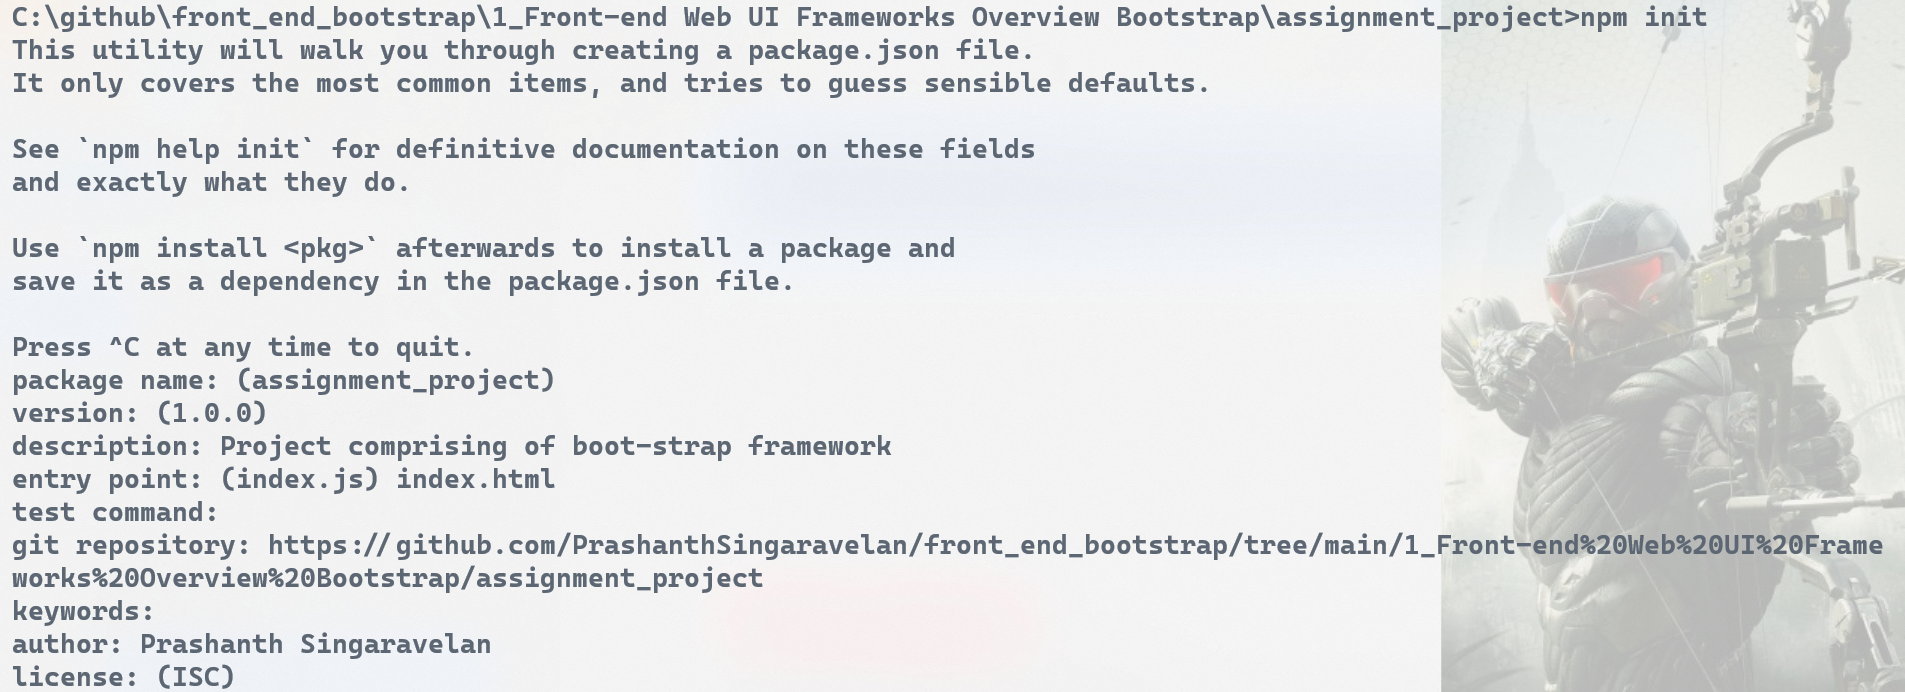 C:\github\front_end_bootstrap\1_Front-end Web UI Frameworks Overview Bootstrap\assignment_project>npm init
This utility will walk you through creating a package.json file.
It only covers the most common items, and tries to guess sensible defaults.
See `npm help init` for definitive documentation on these fields
and exactly what they do.
Use `npm install <pkg>` afterwards to install a package and
save it as a dependency in the package.json file.
Press ^C at any time to quit.
package name: (assignment_project)
version: (1.0.0)
description: Project comprising of boot-strap framework
entry point: (index.js) index.html
test command:
git repository: https://github.com/PrashanthSingaravelan/front_end_bootstrap/tree/main/1_Front-end%20Web%20UI%20Frame
works%20Overview%20Bootstrap/assignment_project
keywords:
author: Prashanth Singaravelan
license: (ISC)